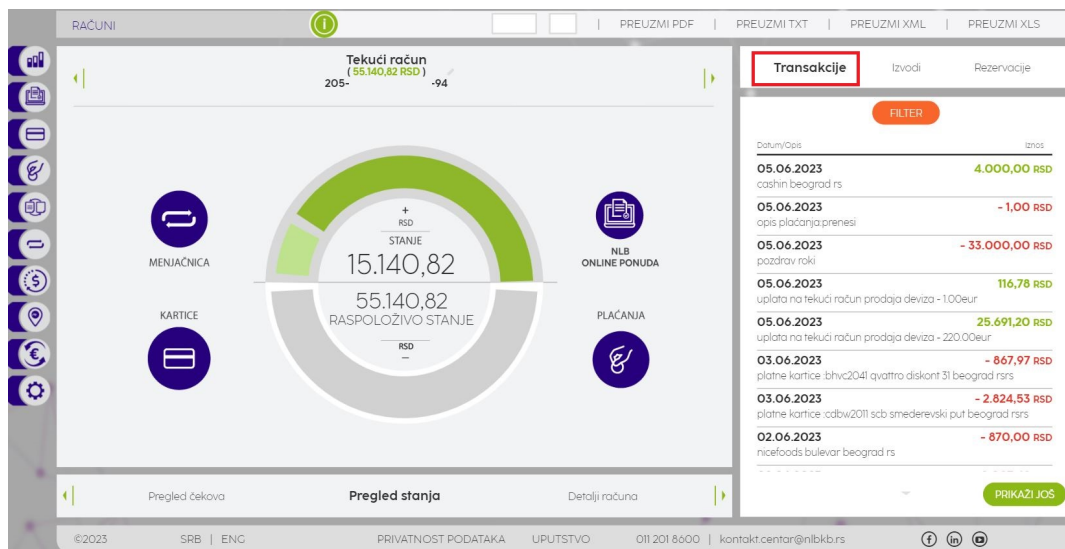 RAČUNI
PREUZMI PDF | PREUZMI TXT | PREUZMI XML | PREUZMI XLS
Tekući račun
( 55.140,82 RSD )
205- -94
+
RSD
STANJE
15.140,82
55.140,82
RASPOLOŽIVO STANJE
RSD
–
MENJAČNICA
KARTICE
NLB
ONLINE PONUDA
PLAĆANJA
Pregled čekova
Pregled stanja
Detalji računa
Transakcije
Izvodi
Rezervacije
FILTER
Datum/Opis Iznos
05.06.2023 4.000,00 RSD
cashin beograd rs
05.06.2023 - 1,00 RSD
opis plaćanja:prenesi
05.06.2023 - 33.000,00 RSD
pozdrav roki
05.06.2023 116,78 RSD
uplata na tekući račun prodaja deviza - 1.00eur
05.06.2023 25.691,20 RSD
uplata na tekući račun prodaja deviza - 220.00eur
03.06.2023 - 867,97 RSD
platne kartice :bhvc2041 qvattro diskont 31 beograd rsrs
03.06.2023 - 2.824,53 RSD
platne kartice :cdbw2011 scb smederevski put beograd rsrs
02.06.2023 - 870,00 RSD
nicefoods bulevar beograd rs
PRIKAŽI JOŠ
©2023 SRB | ENG PRIVATNOST PODATAKA UPUTSTVO 011 201 8600 | kontakt.centar@nlbkb.rs